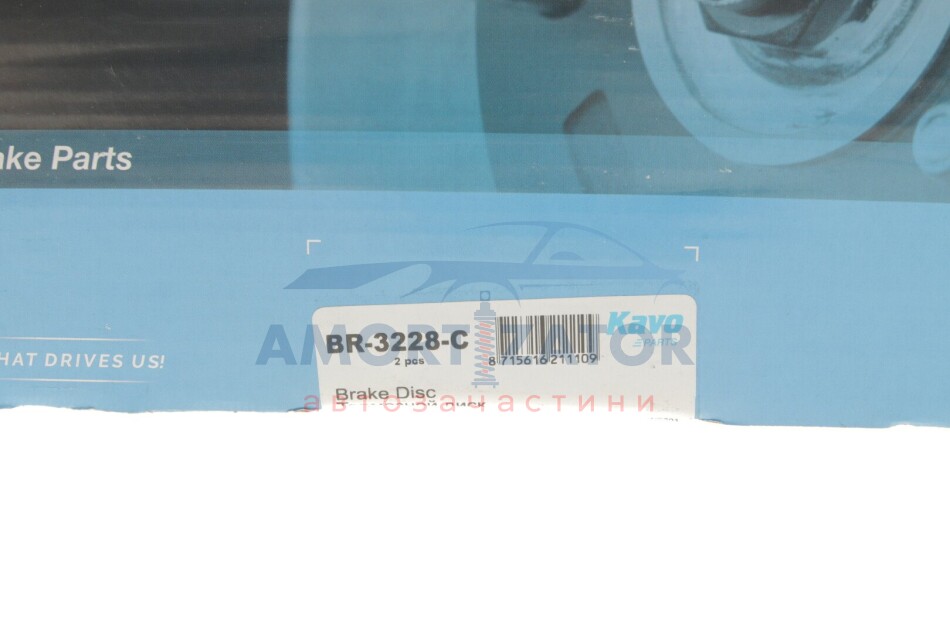 ake Parts
HAT DRIVES US!
AMORTIZATOR
автозапчастини
BR-3228-C
2 pcs
8 715616 211109
Kavo
PARTS
Brake Disc